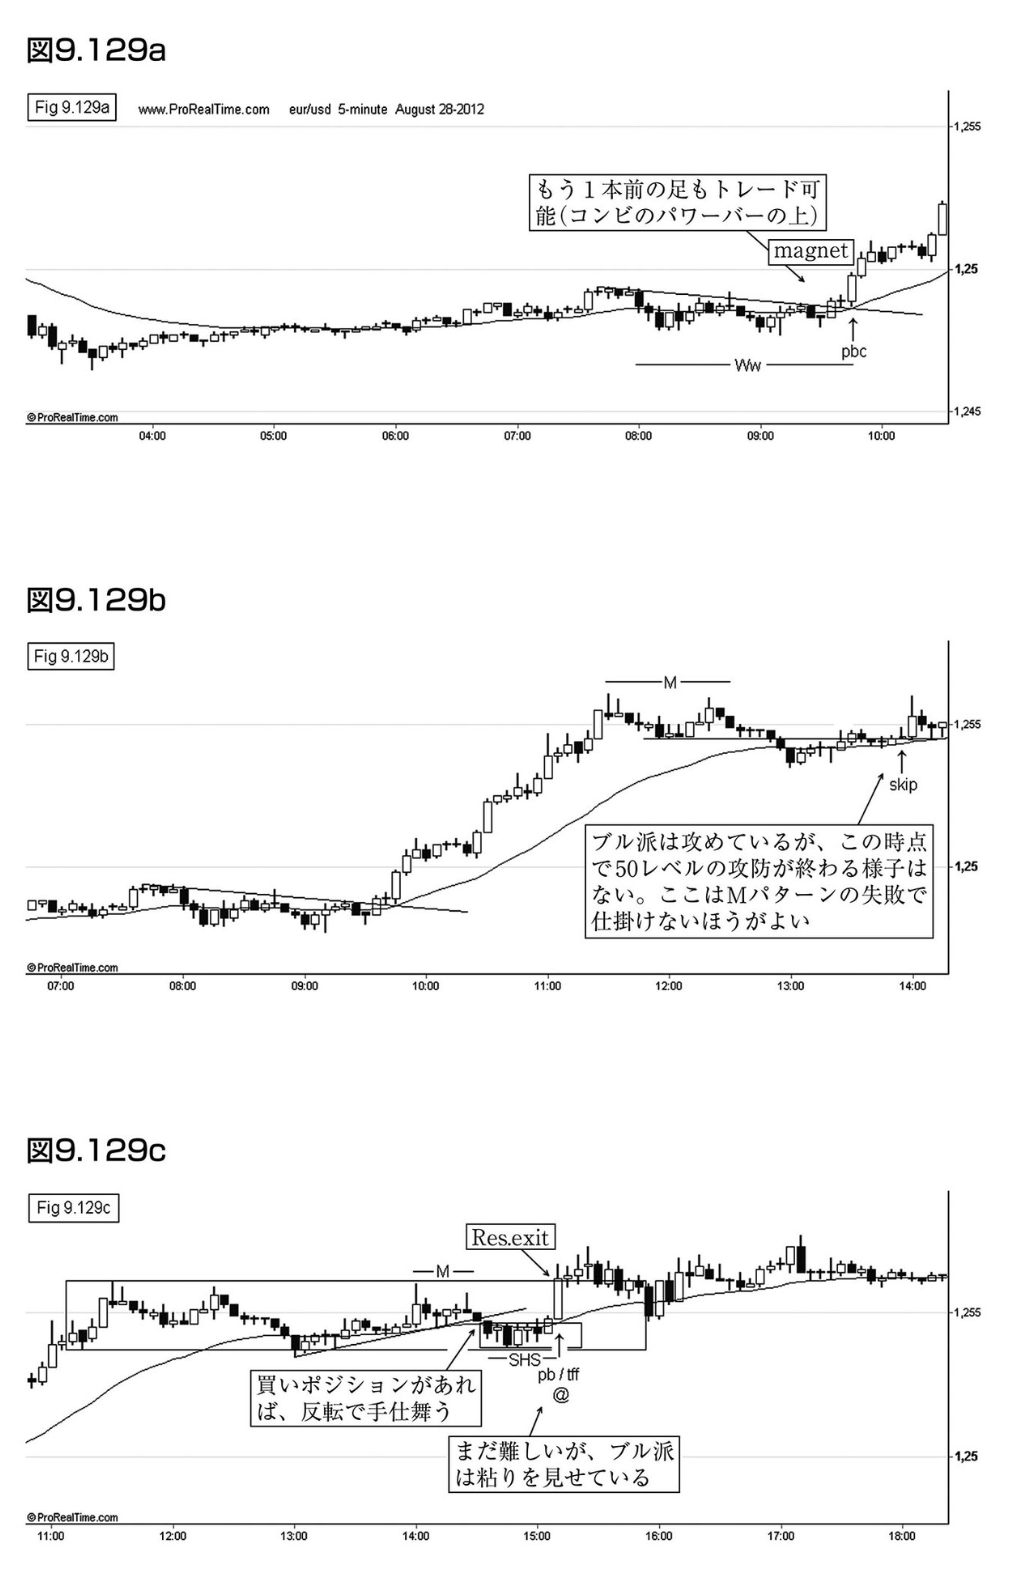 図9.129a
Fig 9.129a www.ProRealTime.com eur/usd 5-minute August 28-2012
1,255
もう1本前の足もトレード可
能(コンビのパワーバーの上)
magnet
1,25
pbc
Ww
1,245
©ProRealTime.com
04:00 05:00 06:00 07:00 08:00 09:00 10:00
図9.129b
Fig 9.129b
M
1,255
skip
ブル派は攻めているが、この時点
で50レベルの攻防が終わる様子は
ない。ここはMパターンの失敗で
仕掛けないほうがよい
1,25
©ProRealTime.com
07:00 08:00 09:00 10:00 11:00 12:00 13:00 14:00
図9.129c
Fig 9.129c
Res.exit
M
1,255
SHS
pb / tff
@
買いポジションがあれ
ば、反転で手仕舞う
まだ難しいが、ブル派
は粘りを見せている
1,25
©ProRealTime.com
11:00 12:00 13:00 14:00 15:00 16:00 17:00 18:00